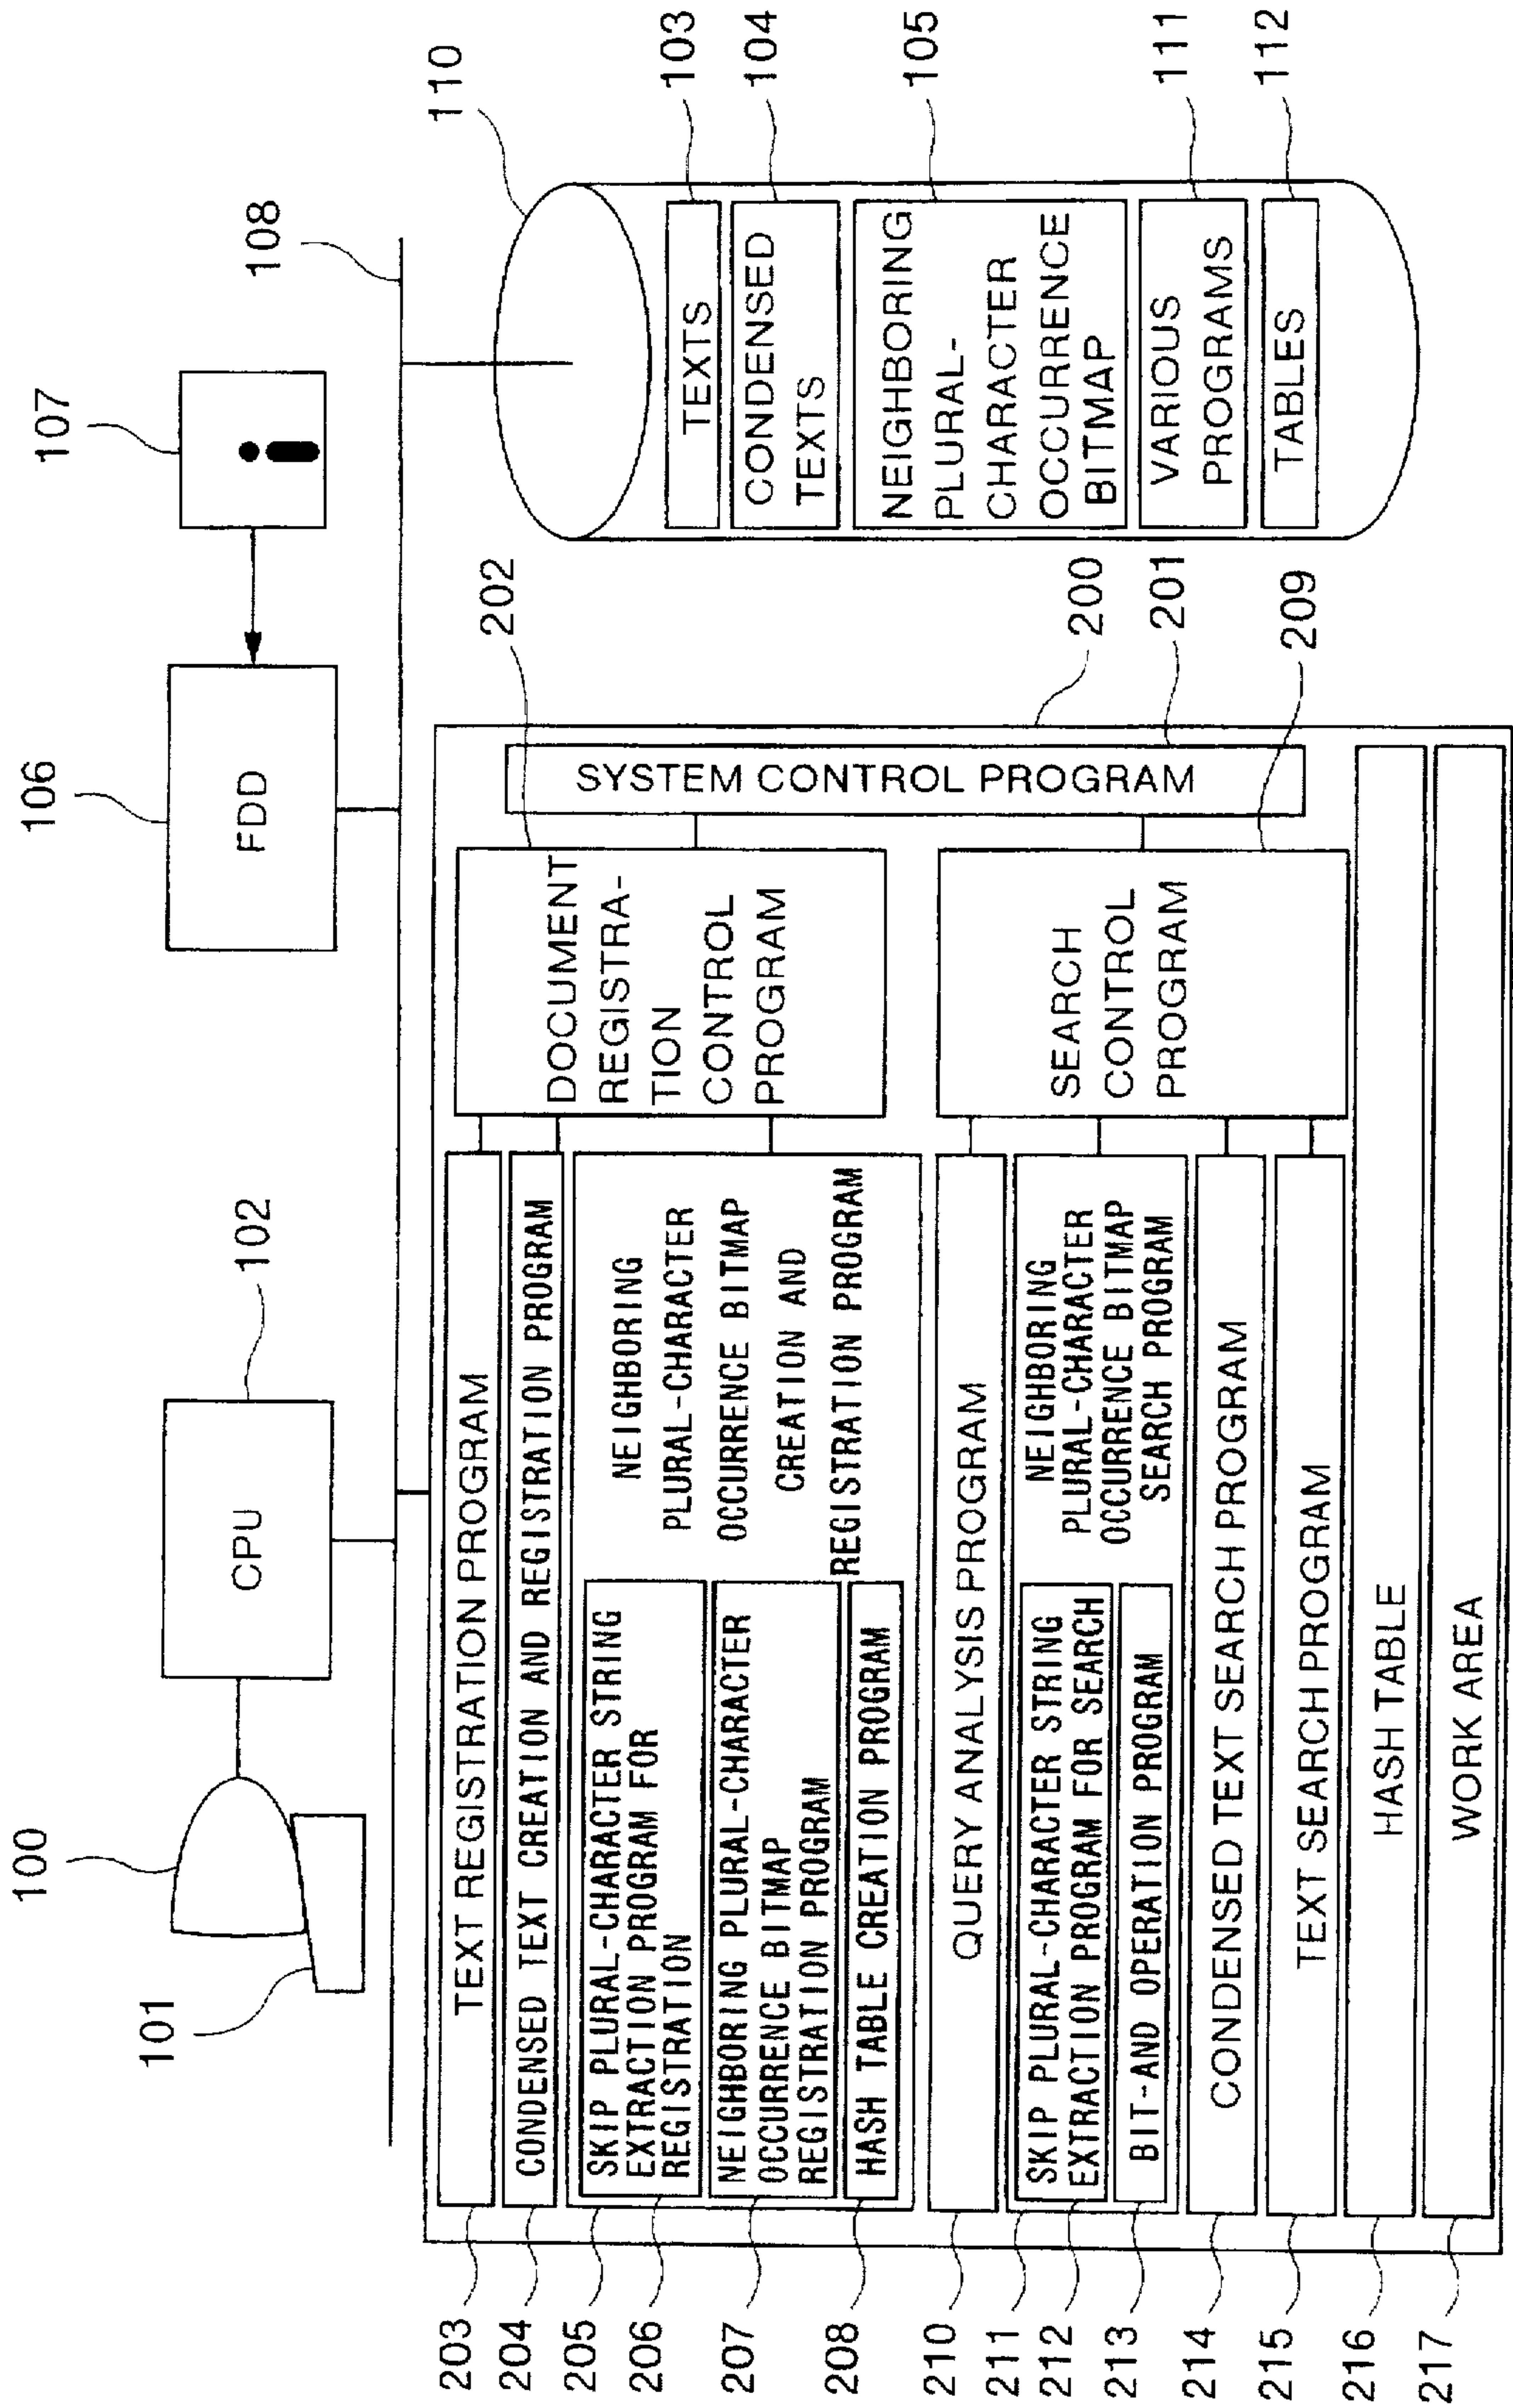 100
101
CPU
102
FDD
106
107
108
110
TEXTS
103
CONDENSED
TEXTS
104
NEIGHBORING
PLURAL-
CHARACTER
OCCURRENCE
BITMAP
105
VARIOUS
PROGRAMS
111
TABLES
112
200
SYSTEM CONTROL PROGRAM
201
DOCUMENT
REGISTRA-
TION
CONTROL
PROGRAM
202
SEARCH
CONTROL
PROGRAM
209
203
TEXT REGISTRATION PROGRAM
204
CONDENSED TEXT CREATION AND REGISTRATION PROGRAM
205
NEIGHBORING
PLURAL-CHARACTER
OCCURRENCE BITMAP
CREATION AND
REGISTRATION PROGRAM
206
SKIP PLURAL-CHARACTER STRING
EXTRACTION PROGRAM FOR
REGISTRATION
207
NEIGHBORING PLURAL-CHARACTER
OCCURRENCE BITMAP
REGISTRATION PROGRAM
208
HASH TABLE CREATION PROGRAM
210
QUERY ANALYSIS PROGRAM
211
NEIGHBORING
PLURAL-CHARACTER
OCCURRENCE BITMAP
SEARCH PROGRAM
212
SKIP PLURAL-CHARACTER STRING
EXTRACTION PROGRAM FOR SEARCH
213
BIT-AND OPERATION PROGRAM
214
CONDENSED TEXT SEARCH PROGRAM
215
TEXT SEARCH PROGRAM
216
HASH TABLE
217
WORK AREA